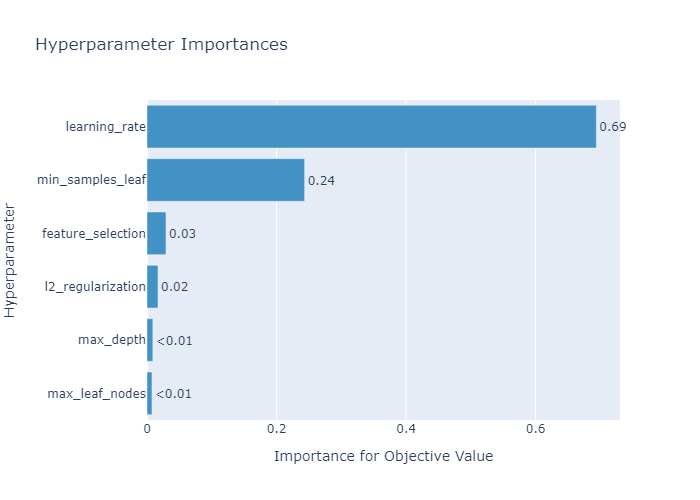 Hyperparameter Importances
Hyperparameter
learning_rate 0.69
min_samples_leaf 0.24
feature_selection 0.03
l2_regularization 0.02
max_depth <0.01
max_leaf_nodes <0.01
0 0.2 0.4 0.6
Importance for Objective Value